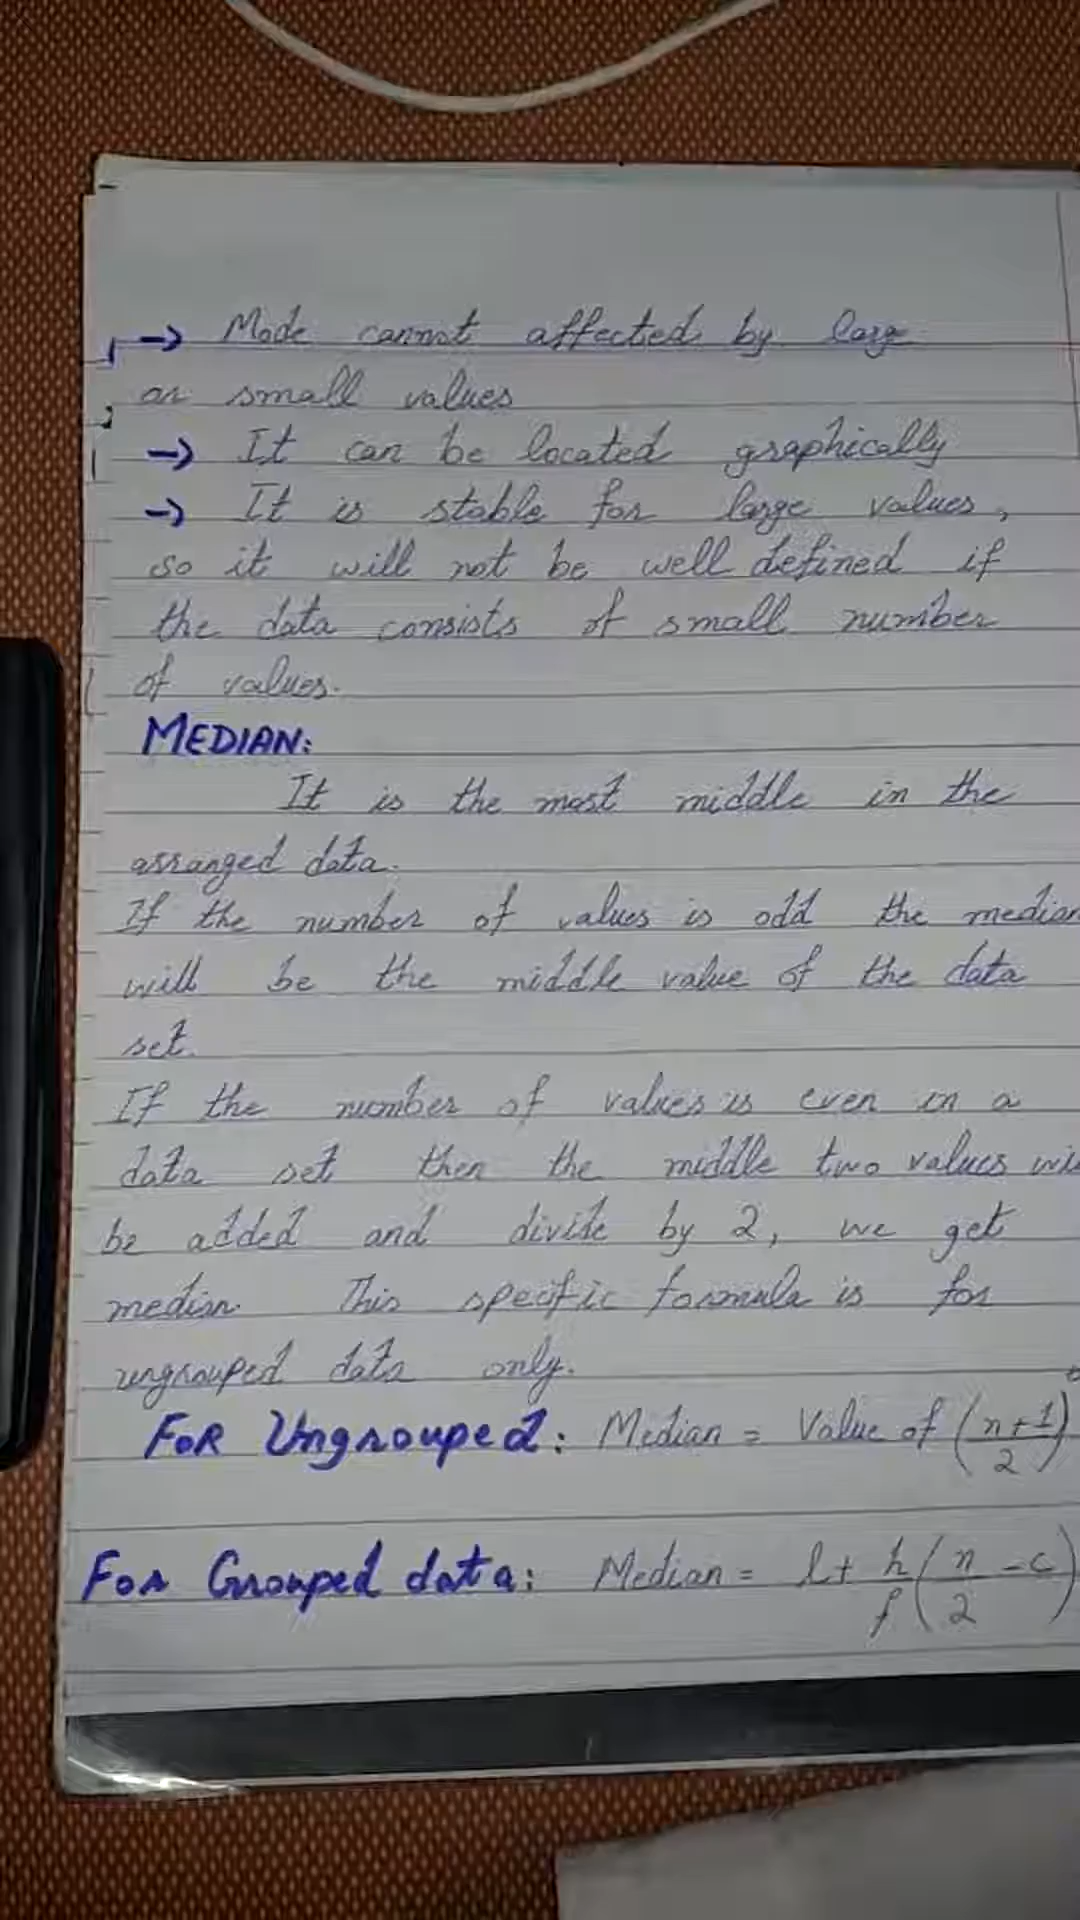 → Mode cannot affected by large
or small values
→ It can be located graphically
→ It is stable for large values,
so it will not be well defined if
the data consists of small number
of values.
MEDIAN:
It is the most middle in the
arranged data.
If the number of values is odd the median
will be the middle value of the data
set.
If the number of values is even in a
data set then the middle two values wi
be added and divide by 2, we get
median. This specific formula is for
ungrouped data only.
FOR Ungrouped: Median = Value of (n+1/2)
For Grouped data: Median = l + h/f (n/2 - c)